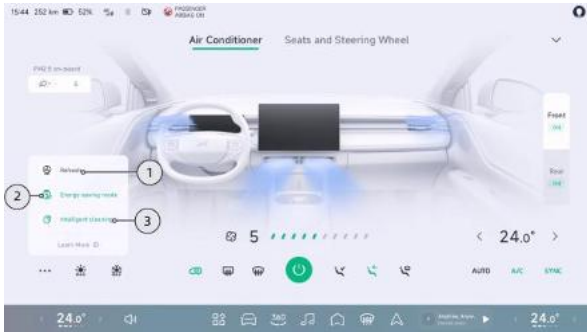 15:44 252 km 62% PASSENGER
AIRBAG ON
Air Conditioner Seats and Steering Wheel
PM2.5 on-board
Front
Rear
Refresh
1
2
Energy saving mode
Intelligent cleaning
3
Learn More
5
24.0°
AUTO A/C SYNC
24.0°
360
24.0°